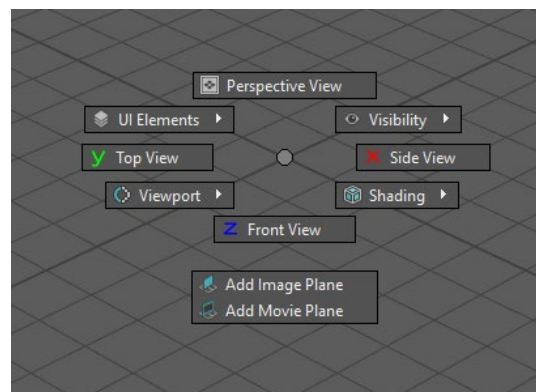 Perspective View
UI Elements
Visibility
y Top View
x Side View
Viewport
Shading
z Front View
Add Image Plane
Add Movie Plane